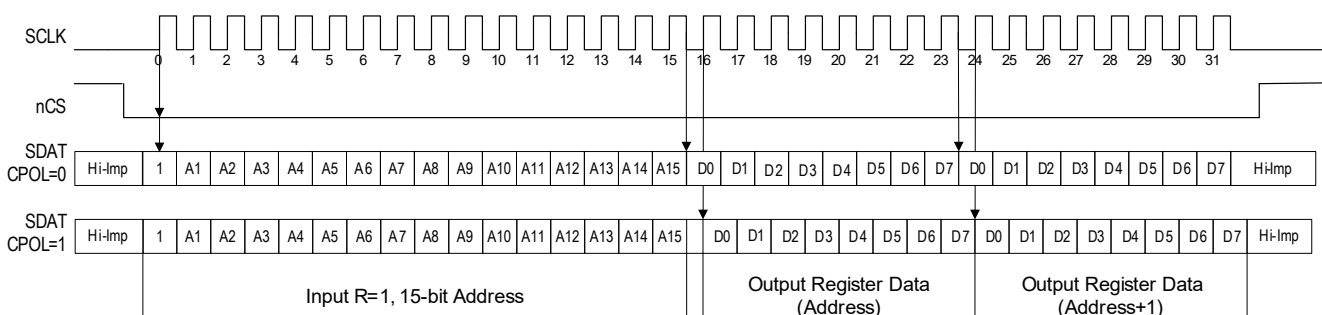 SCLK
0 1 2 3 4 5 6 7 8 9 10 11 12 13 14 15 16 17 18 19 20 21 22 23 24 25 26 27 28 29 30 31
nCS
SDAT
CPOL=0
Hi-Imp 1 A1 A2 A3 A4 A5 A6 A7 A8 A9 A10 A11 A12 A13 A14 A15 D0 D1 D2 D3 D4 D5 D6 D7 D0 D1 D2 D3 D4 D5 D6 D7 Hi-Imp
SDAT
CPOL=1
Hi-Imp 1 A1 A2 A3 A4 A5 A6 A7 A8 A9 A10 A11 A12 A13 A14 A15 D0 D1 D2 D3 D4 D5 D6 D7 D0 D1 D2 D3 D4 D5 D6 D7 Hi-Imp
Input R=1, 15-bit Address
Output Register Data
(Address)
Output Register Data
(Address+1)